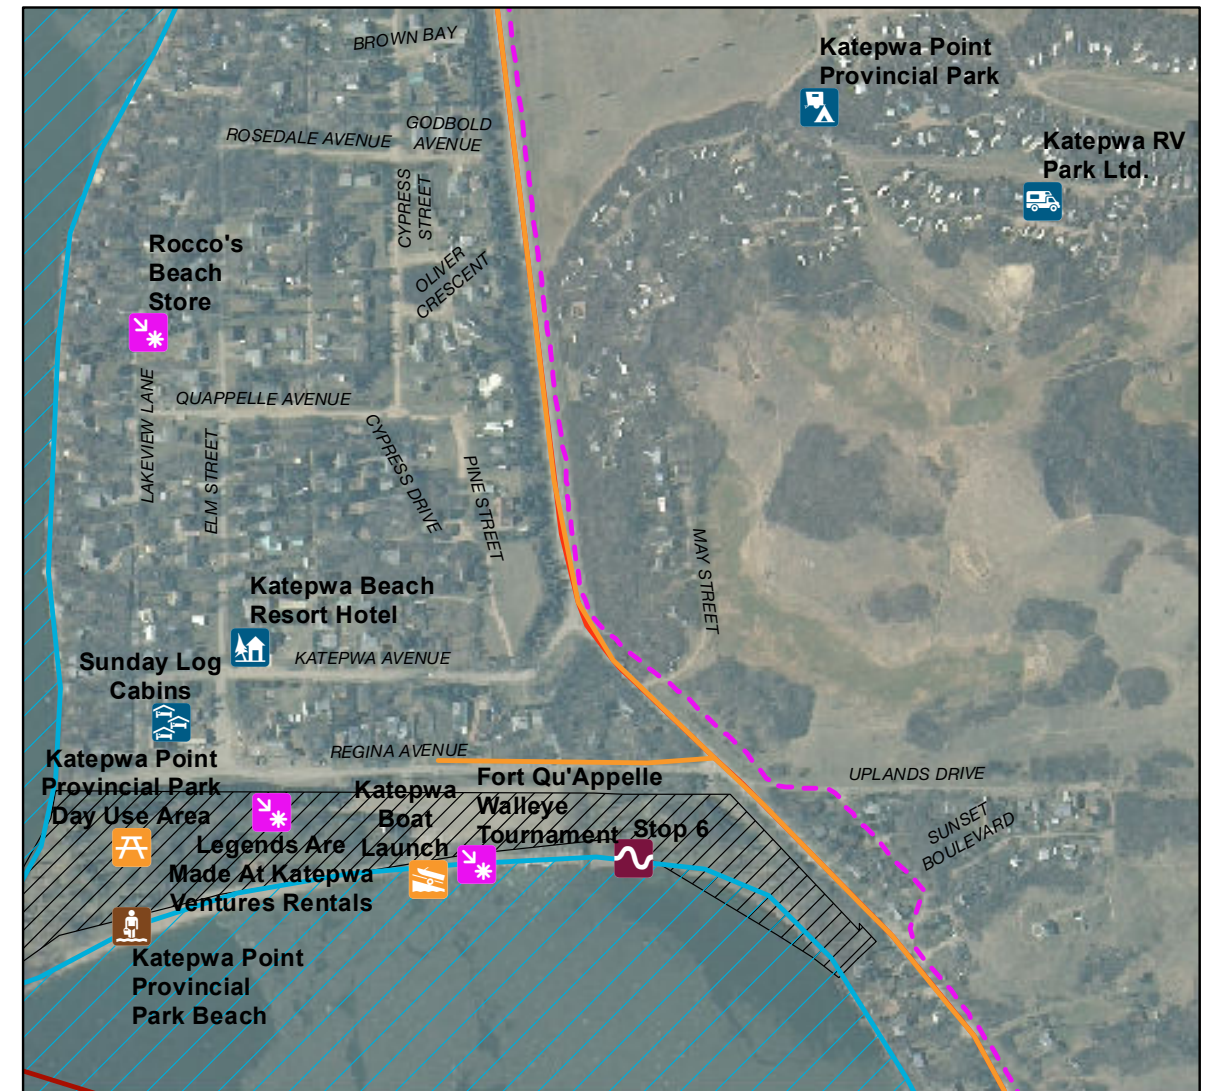 BROWN BAY
Katepwa Point
Provincial Park
ROSEDALE AVENUE
GODBOLD
AVENUE
Katepwa RV
Park Ltd.
CYPRESS
STREET
Rocco's
Beach
Store
OLIVER
CRESCENT
LAKEVIEW LANE
QUAPPELLE AVENUE
ELM STREET
CYPRESS DRIVE
PINE STREET
MAY STREET
Katepwa Beach
Resort Hotel
KATEPWA AVENUE
Sunday Log
Cabins
REGINA AVENUE
Katepwa Point
Provincial Park
Day Use Area
Katepwa
Boat
Launch
Fort Qu'Appelle
Walleye
Tournament
Stop 6
UPLANDS DRIVE
SUNSET
BOULEVARD
Legends Are
Made At Katepwa
Ventures Rentals
Katepwa Point
Provincial
Park Beach